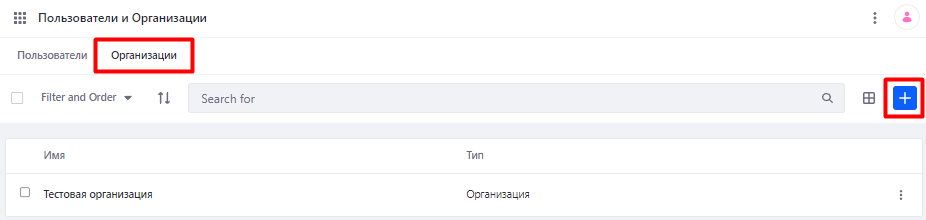 Пользователи и Организации
Пользователи Организации
Filter and Order Search for
Имя Тип
Тестовая организация Организация